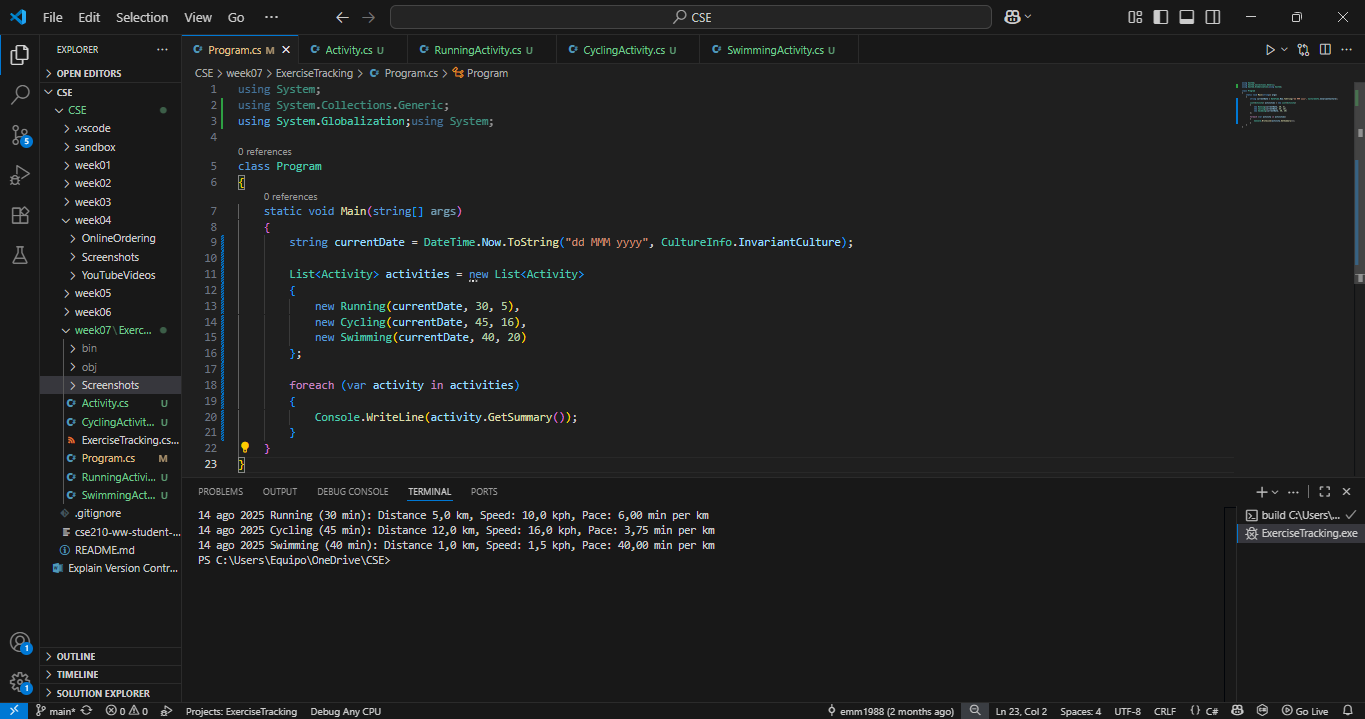 File Edit Selection View Go ··· CSE
EXPLORER ···
OPEN EDITORS
CSE
CSE
.vscode
sandbox
week01
week02
week03
week04
OnlineOrdering
Screenshots
YouTubeVideos
week05
week06
week07\Exerc...
bin
obj
Screenshots
Activity.cs U
CyclingActivit... U
ExerciseTracking.cs...
Program.cs M
RunningActivi... U
SwimmingAct... U
.gitignore
cse210-ww-student-...
README.md
Explain Version Contr...
OUTLINE
TIMELINE
SOLUTION EXPLORER
5
1
1
Program.cs M Activity.cs U RunningActivity.cs U CyclingActivity.cs U SwimmingActivity.cs U
CSE > week07 > ExerciseTracking > Program.cs > Program
1 using System;
2 using System.Collections.Generic;
3 using System.Globalization;using System;
4
0 references
5 class Program
6 {
0 references
7 static void Main(string[] args)
8 {
9 string currentDate = DateTime.Now.ToString("dd MMM yyyy", CultureInfo.InvariantCulture);
10
11 List<Activity> activities = new List<Activity>
12 {
13 new Running(currentDate, 30, 5),
14 new Cycling(currentDate, 45, 16),
15 new Swimming(currentDate, 40, 20)
16 };
17
18 foreach (var activity in activities)
19 {
20 Console.WriteLine(activity.GetSummary());
21 }
22 }
23 }
PROBLEMS OUTPUT DEBUG CONSOLE TERMINAL PORTS
14 ago 2025 Running (30 min): Distance 5,0 km, Speed: 10,0 kph, Pace: 6,00 min per km
14 ago 2025 Cycling (45 min): Distance 12,0 km, Speed: 16,0 kph, Pace: 3,75 min per km
14 ago 2025 Swimming (40 min): Distance 1,0 km, Speed: 1,5 kph, Pace: 40,00 min per km
PS C:\Users\Equipo\OneDrive\CSE>
build C:\Users\...
ExerciseTracking.exe
main* 0 0 Projects: ExerciseTracking Debug Any CPU emm1988 (2 months ago) Ln 23, Col 2 Spaces: 4 UTF-8 CRLF {} C# Go Live